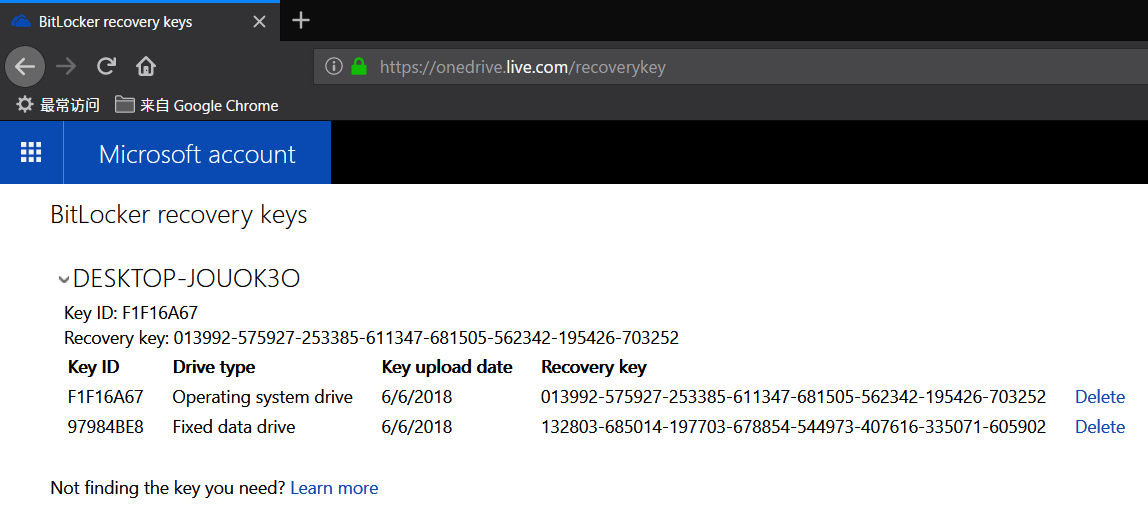 BitLocker recovery keys
https://onedrive.live.com/recoverykey
最常访问 来自 Google Chrome
Microsoft account
BitLocker recovery keys
DESKTOP-JOUOK3O
Key ID: F1F16A67
Recovery key: 013992-575927-253385-611347-681505-562342-195426-703252
Key ID Drive type Key upload date Recovery key
F1F16A67 Operating system drive 6/6/2018 013992-575927-253385-611347-681505-562342-195426-703252 Delete
97984BE8 Fixed data drive 6/6/2018 132803-685014-197703-678854-544973-407616-335071-605902 Delete
Not finding the key you need? Learn more